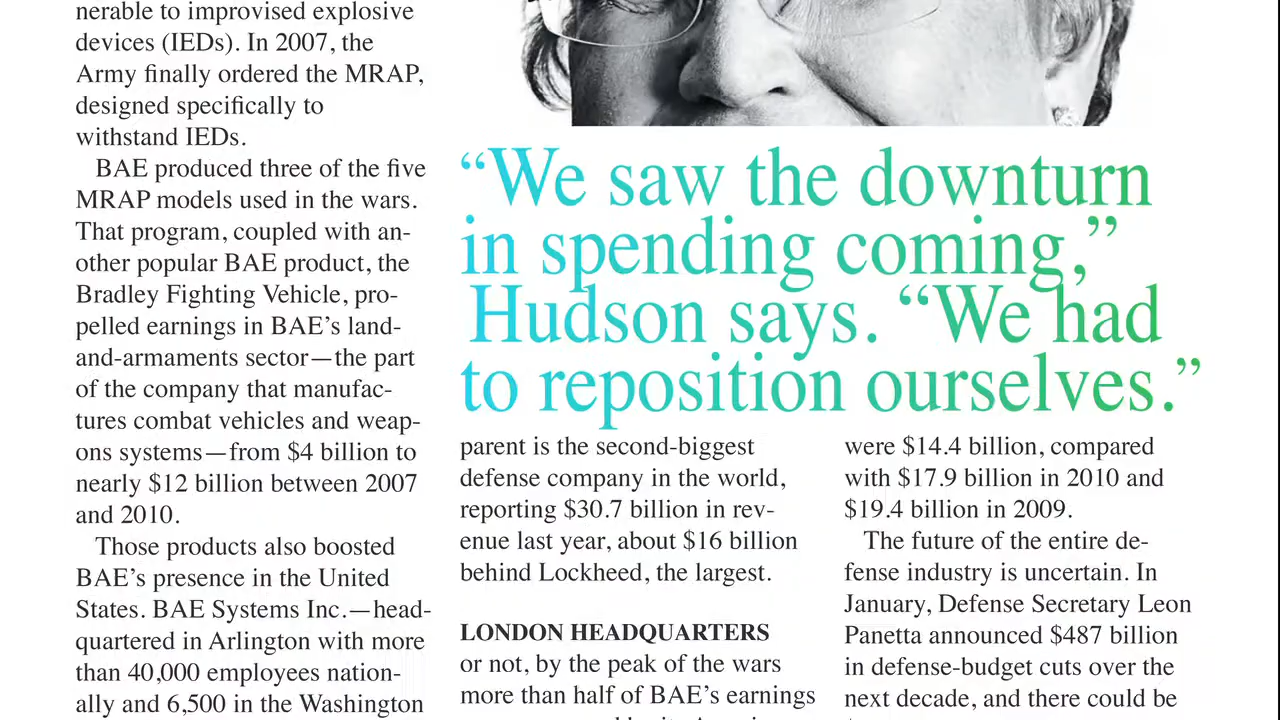 nerable to improvised explosive
devices (IEDs). In 2007, the
Army finally ordered the MRAP,
designed specifically to
withstand IEDs.
BAE produced three of the five
MRAP models used in the wars.
That program, coupled with an-
other popular BAE product, the
Bradley Fighting Vehicle, pro-
pelled earnings in BAE’s land-
and-armaments sector—the part
of the company that manufac-
tures combat vehicles and weap-
ons systems—from $4 billion to
nearly $12 billion between 2007
and 2010.
Those products also boosted
BAE’s presence in the United
States. BAE Systems Inc.—head-
quartered in Arlington with more
than 40,000 employees nation-
ally and 6,500 in the Washington
“We saw the downturn
in spending coming,”
Hudson says. “We had
to reposition ourselves.”
parent is the second-biggest
defense company in the world,
reporting $30.7 billion in rev-
enue last year, about $16 billion
behind Lockheed, the largest.
LONDON HEADQUARTERS
or not, by the peak of the wars
more than half of BAE’s earnings
were $14.4 billion, compared
with $17.9 billion in 2010 and
$19.4 billion in 2009.
The future of the entire de-
fense industry is uncertain. In
January, Defense Secretary Leon
Panetta announced $487 billion
in defense-budget cuts over the
next decade, and there could be